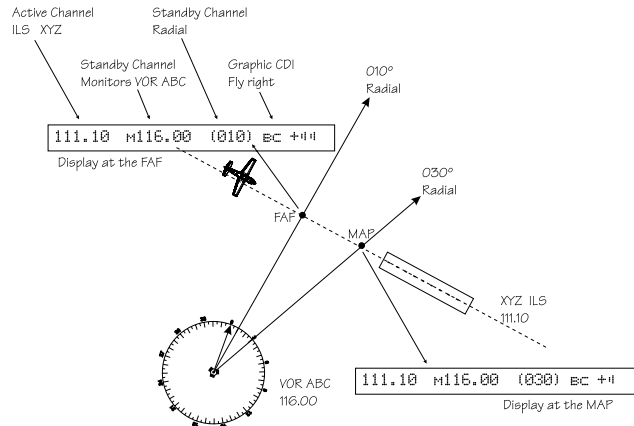 Active Channel
ILS XYZ
Standby Channel
Radial
Standby Channel
Monitors VOR ABC
Graphic CDI
Fly right
010°
Radial
111.10 M116.00 (010) BC
Display at the FAF
030°
Radial
FAF
MAP
XYZ ILS
111.10
VOR ABC
116.00
111.10 M116.00 (030) BC
Display at the MAP